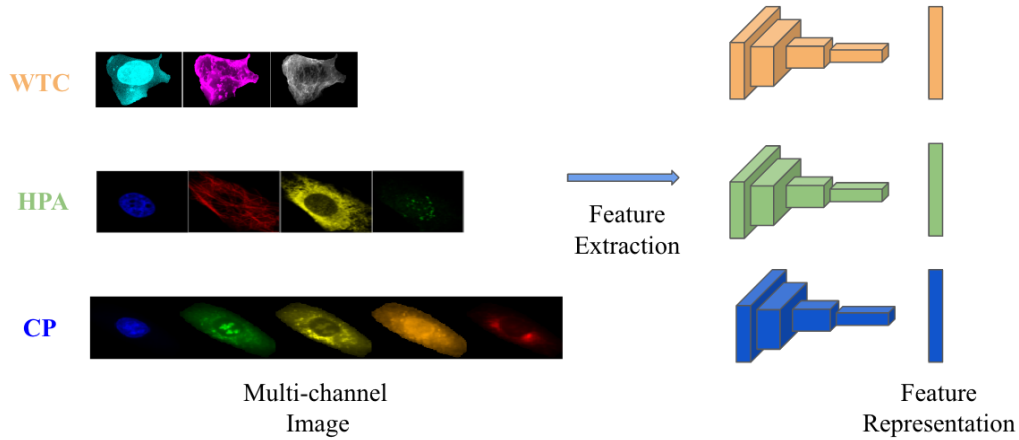 WTC
HPA
CP
Multi-channel
Image
Feature
Extraction
Feature
Representation